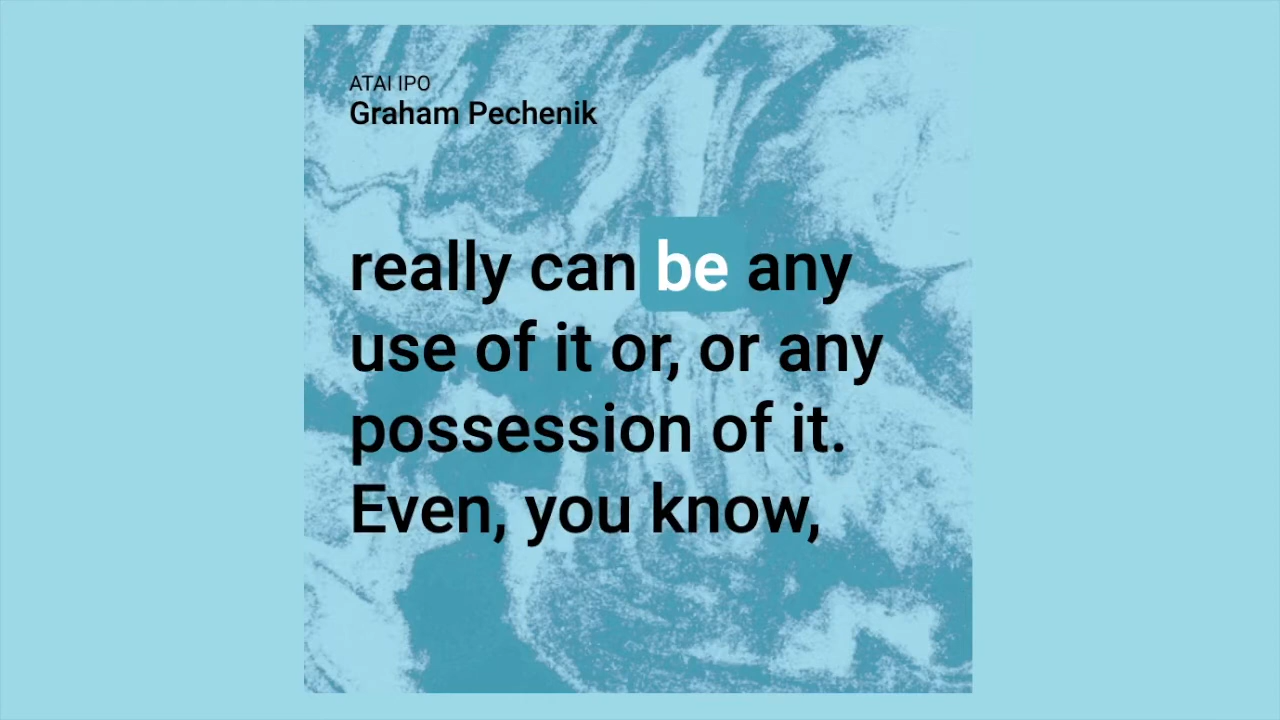 ATAI IPO
Graham Pechenik
really can be any
use of it or, or any
possession of it.
Even, you know,